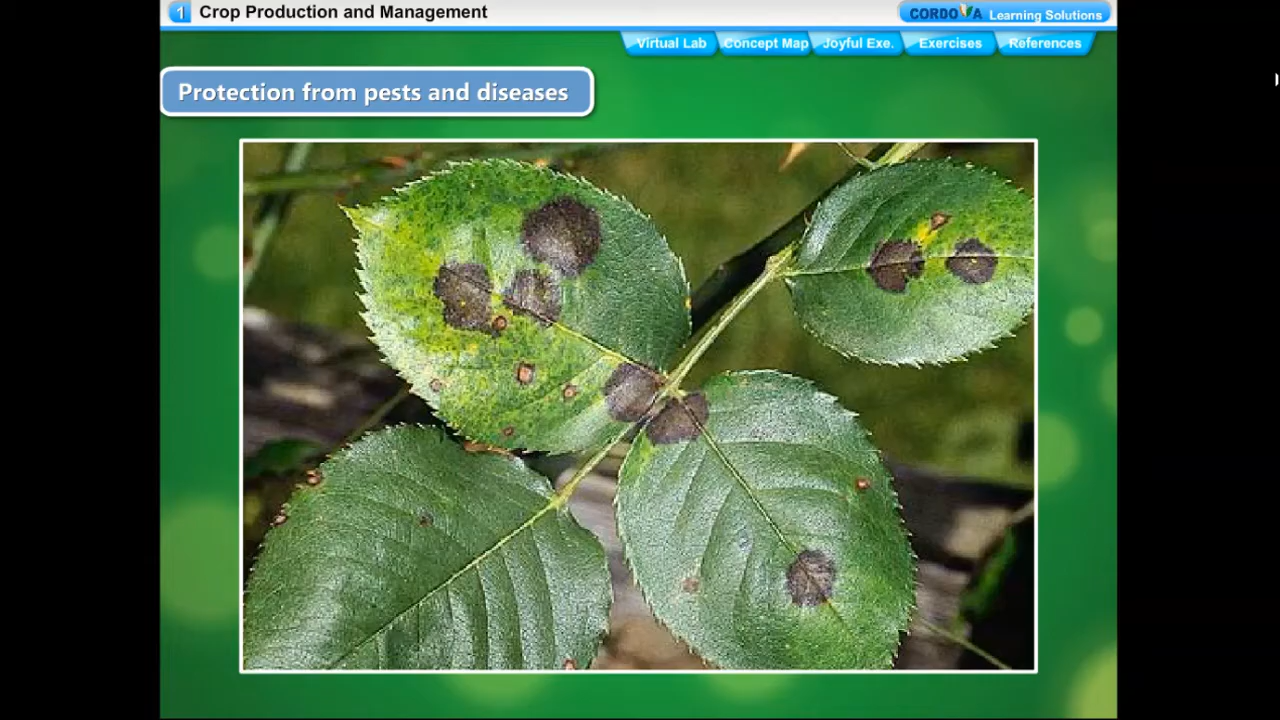 1 Crop Production and Management
CORDOVA Learning Solutions
Virtual Lab Concept Map Joyful Exe. Exercises References
Protection from pests and diseases